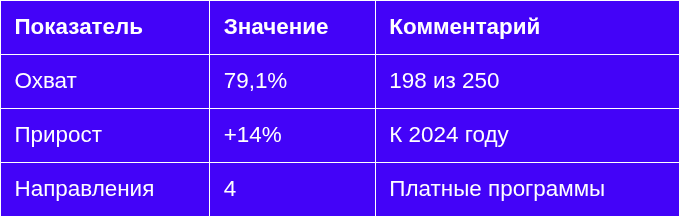 Показатель Значение Комментарий
Охват 79,1% 198 из 250
Прирост +14% К 2024 году
Направления 4 Платные программы